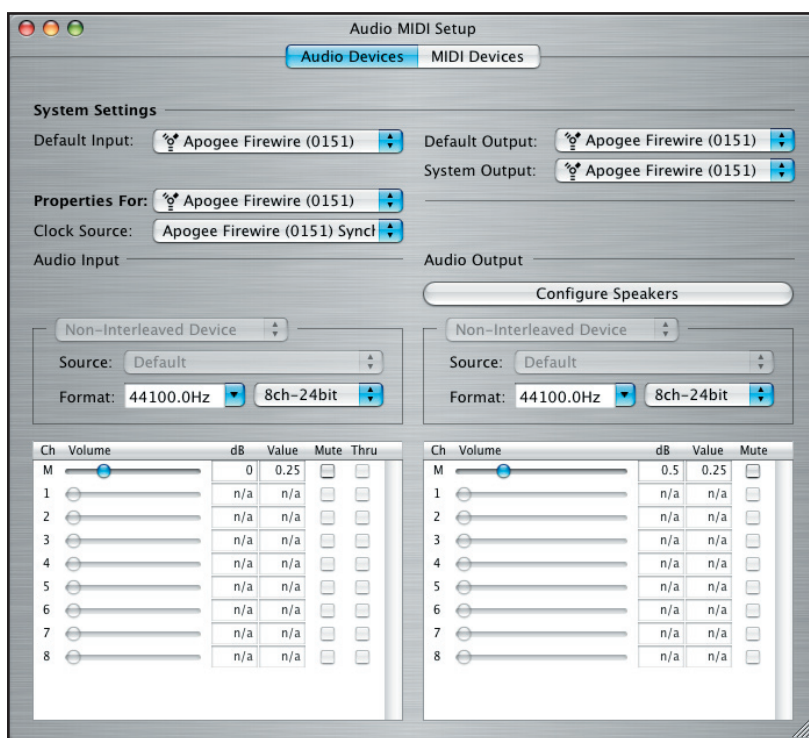 Audio MIDI Setup
Audio Devices MIDI Devices
System Settings
Default Input: Apogee Firewire (0151) Default Output: Apogee Firewire (0151)
System Output: Apogee Firewire (0151)
Properties For: Apogee Firewire (0151)
Clock Source: Apogee Firewire (0151) Synch
Audio Input Audio Output
Configure Speakers
Non-Interleaved Device Non-Interleaved Device
Source: Default Source: Default
Format: 44100.0Hz 8ch-24bit Format: 44100.0Hz 8ch-24bit
Ch Volume dB Value Mute Thru Ch Volume dB Value Mute
M 0 0.25 M 0.5 0.25
1 n/a n/a 1 n/a n/a
2 n/a n/a 2 n/a n/a
3 n/a n/a 3 n/a n/a
4 n/a n/a 4 n/a n/a
5 n/a n/a 5 n/a n/a
6 n/a n/a 6 n/a n/a
7 n/a n/a 7 n/a n/a
8 n/a n/a 8 n/a n/a